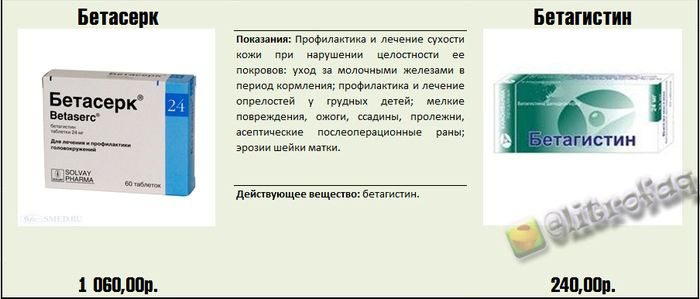 Бетасерк
Бетагистин
Бетасерк®
Betaserc®
24
бетагистин
таблетки 24 мг
Для лечения и профилактики
головокружений
SOLVAY
PHARMA
60 таблеток
SMED.RU
Показания: Профилактика и лечение сухости
кожи при нарушении целостности ее
покровов: уход за молочными железами в
период кормления; профилактика и лечение
опрелостей у грудных детей; мелкие
повреждения, ожоги, ссадины, пролежни,
асептические послеоперационные раны;
эрозии шейки матки.
Действующее вещество: бетагистин.
24 мг
Бетагистин
@litrofaq
1 060,00р.
240,00р.